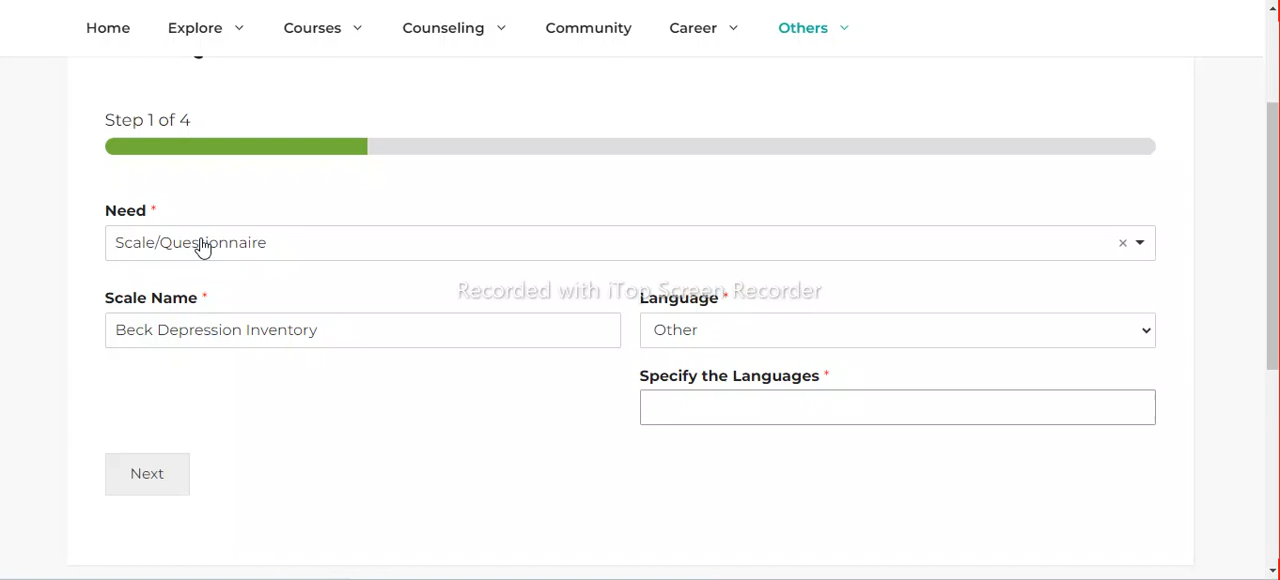 Home Explore Courses Counseling Community Career Others
Step 1 of 4
Need *
Scale/Questionnaire
×
Recorded with iTop Screen Recorder
Scale Name * Language *
Beck Depression Inventory Other
Specify the Languages *
Next